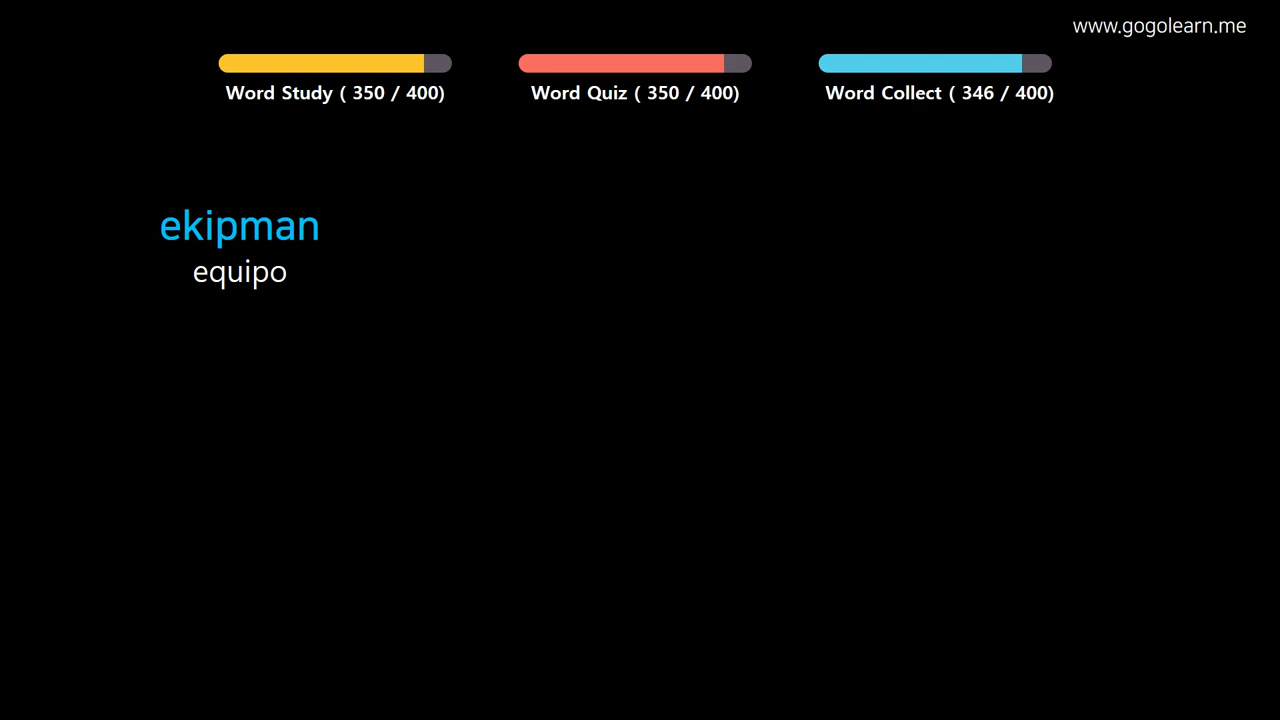 www.gogolearn.me
Word Study ( 350 / 400)
Word Quiz ( 350 / 400)
Word Collect ( 346 / 400)
ekipman
equipo